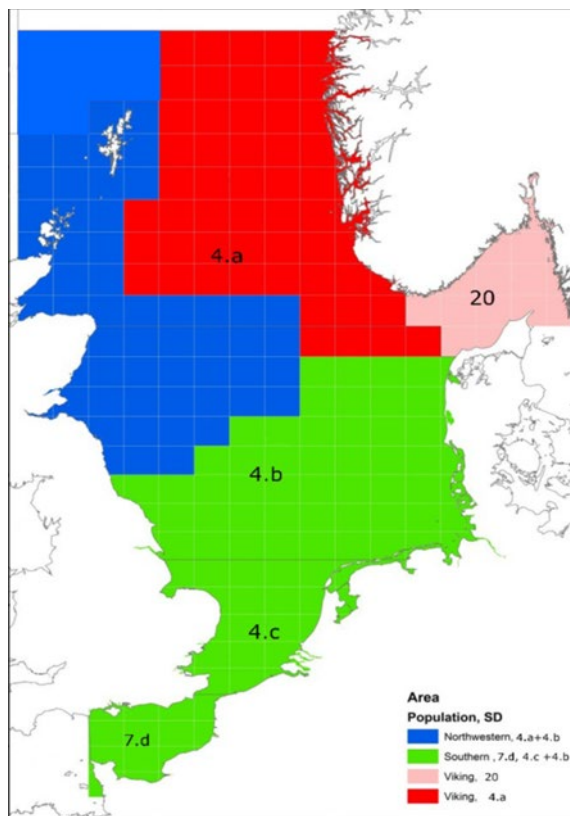 4.a
20
4.b
4.c
7.d
Area
Population, SD
Northwestern, 4.a+4.b
Southern , 7.d, 4.c +4.b
Viking, 20
Viking, 4.a